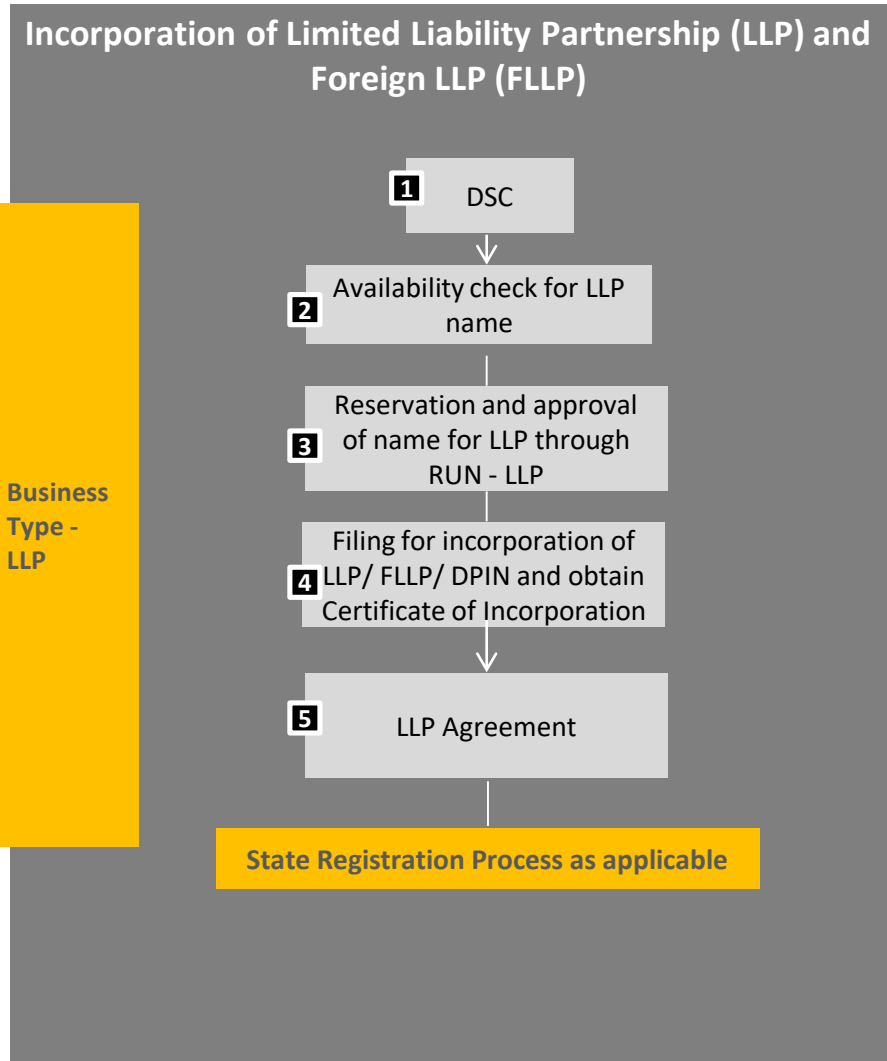 Incorporation of Limited Liability Partnership (LLP) and
Foreign LLP (FLLP)
1
DSC
2
Availability check for LLP
name
3
Reservation and approval
of name for LLP through
RUN - LLP
Business
Type -
LLP
4
Filing for incorporation of
LLP/ FLLP/ DPIN and obtain
Certificate of Incorporation
5
LLP Agreement
State Registration Process as applicable